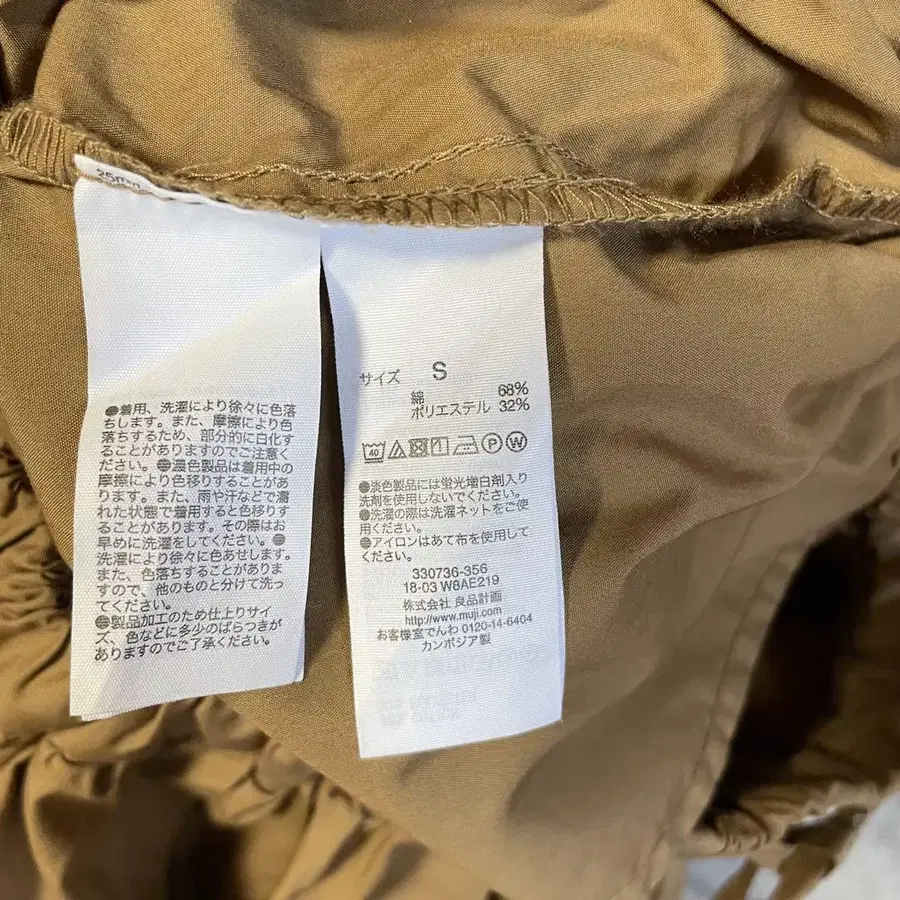 25mm
●着用、洗濯により徐々に色落
ちします。また、摩擦により色
落ちするため、部分的に白化す
ることがありますのでご了承く
ださい。●濃色製品は着用中の
摩擦により色移りすることがあ
ります。また、雨や汗などで濡
れた状態で着用すると色移りす
ることがあります。その際はお
早めに洗濯をしてください。●
洗濯により徐々に色あせします。
また、色落ちすることがありま
すので、他のものと分けて洗っ
てください。
●製品加工のため仕上りサイ
ズ、色などに多少のばらつきが
ありますのでご了承ください。
サイズ S
綿 68%
ポリエステル 32%
40 P W
●淡色製品には蛍光増白剤入り
洗剤を使用しないでください。
●洗濯の際は洗濯ネットをご使
用ください。
●アイロンはあて布を使用して
ください。
330736-356
18-03 W8AE219
株式会社 良品計画
http://www.muji.com
お客様室でんわ 0120-14-6404
カンボジア製